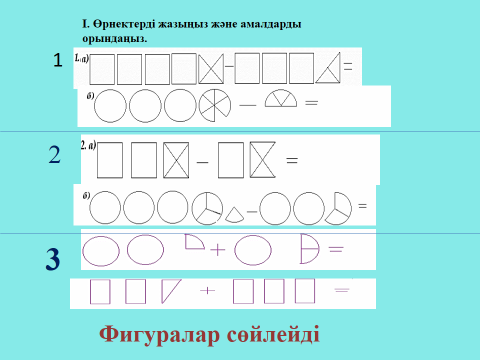 I. Өрнектерді жазыңыз және амалдарды
орындаңыз.
1
1. а)
– =
б)
– =
2
2. а)
– =
б)
– =
3
+ =
+ =
Фигуралар сөйлейді